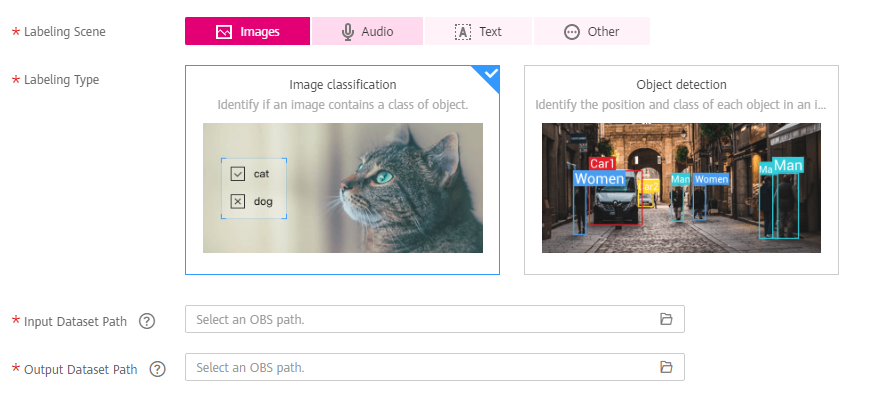 * Labeling Scene
Images
Audio
Text
Other
* Labeling Type
Image classification
Identify if an image contains a class of object.
cat
dog
Object detection
Identify the position and class of each object in an i...
Car1
Women
Car2
Man
Women
Ma
Man
* Input Dataset Path
Select an OBS path.
* Output Dataset Path
Select an OBS path.